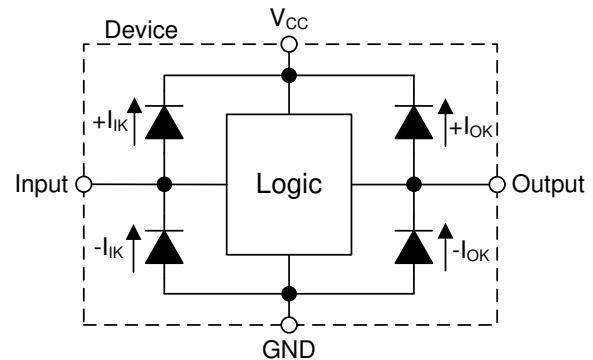 Device
VCC
+IIK
+IOK
Input
Logic
Output
-IIK
-IOK
GND